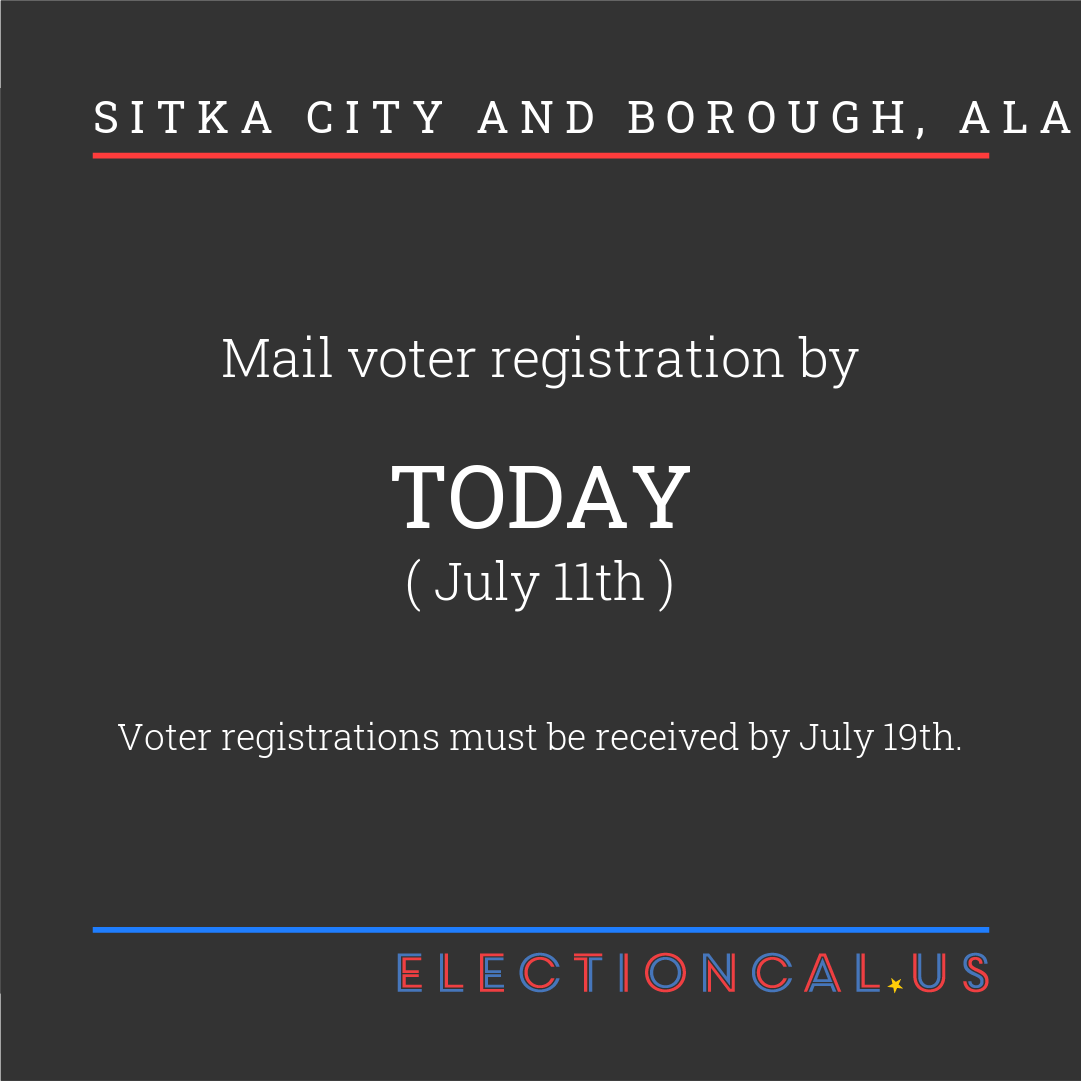 SITKA CITY AND BOROUGH, ALA
Mail voter registration by
TODAY
( July 11th )
Voter registrations must be received by July 19th.
ELECTIONCAL.US